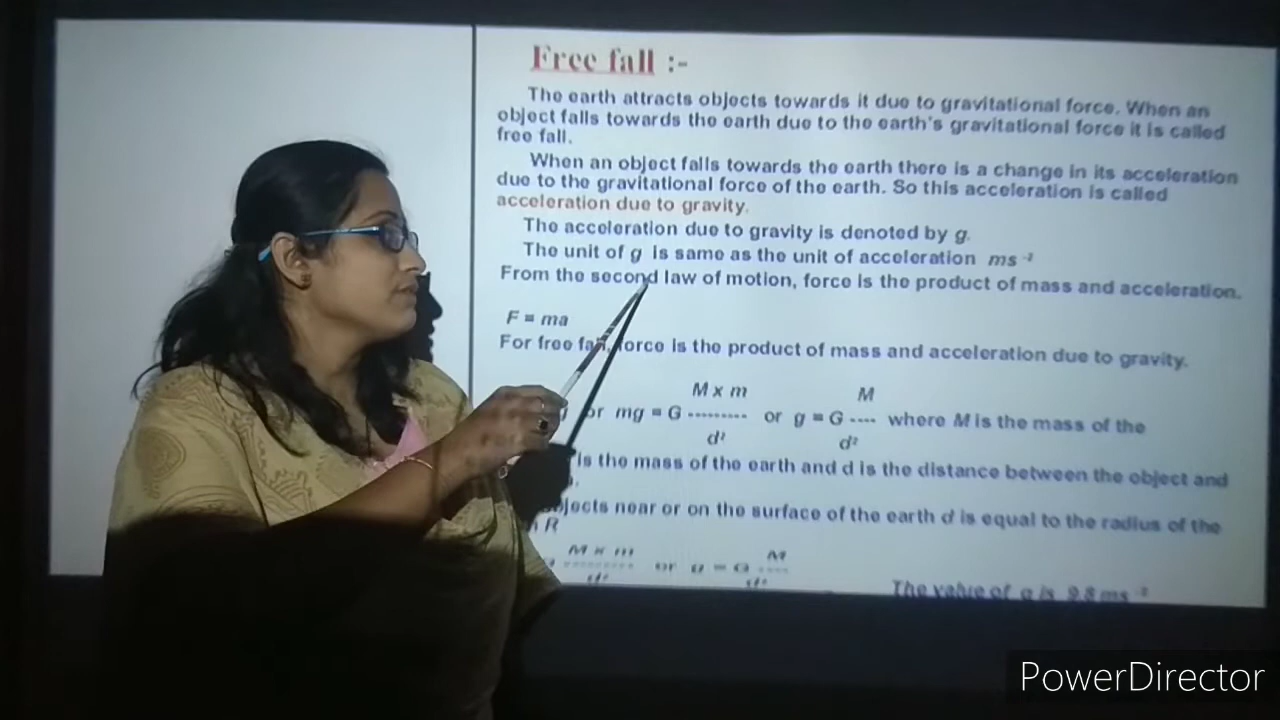 Free fall :-
The earth attracts objects towards it due to gravitational force. When an
object falls towards the earth due to the earth's gravitational force it is called
free fall.
When an object falls towards the earth there is a change in its acceleration
due to the gravitational force of the earth. So this acceleration is called
acceleration due to gravity.
The acceleration due to gravity is denoted by g.
The unit of g is same as the unit of acceleration ms⁻²
From the second law of motion, force is the product of mass and acceleration.
F = ma
For free fall, force is the product of mass and acceleration due to gravity.
M x m M
or mg = G --------- or g = G ---- where M is the mass of the
d² d²
is the mass of the earth and d is the distance between the object and
on the surface of the earth d is equal to the radius of the
R
M x m M
--------- or g = G ----
d² d²
The value of g is 9.8 ms⁻²
PowerDirector